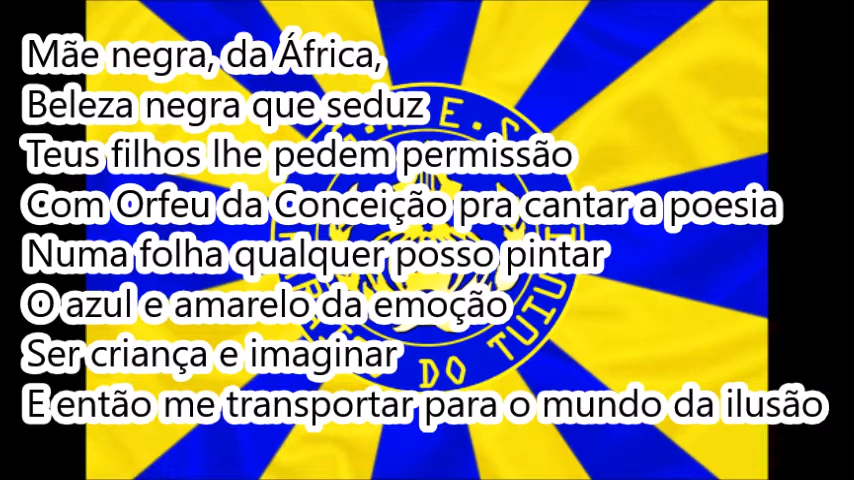 Mãe negra, da África,
Beleza negra que seduz
Teus filhos lhe pedem permissão
Com Orfeu da Conceição pra cantar a poesia
Numa folha qualquer posso pintar
O azul e amarelo da emoção
Ser criança e imaginar
E então me transportar para o mundo da ilusão
DO TUIUTI